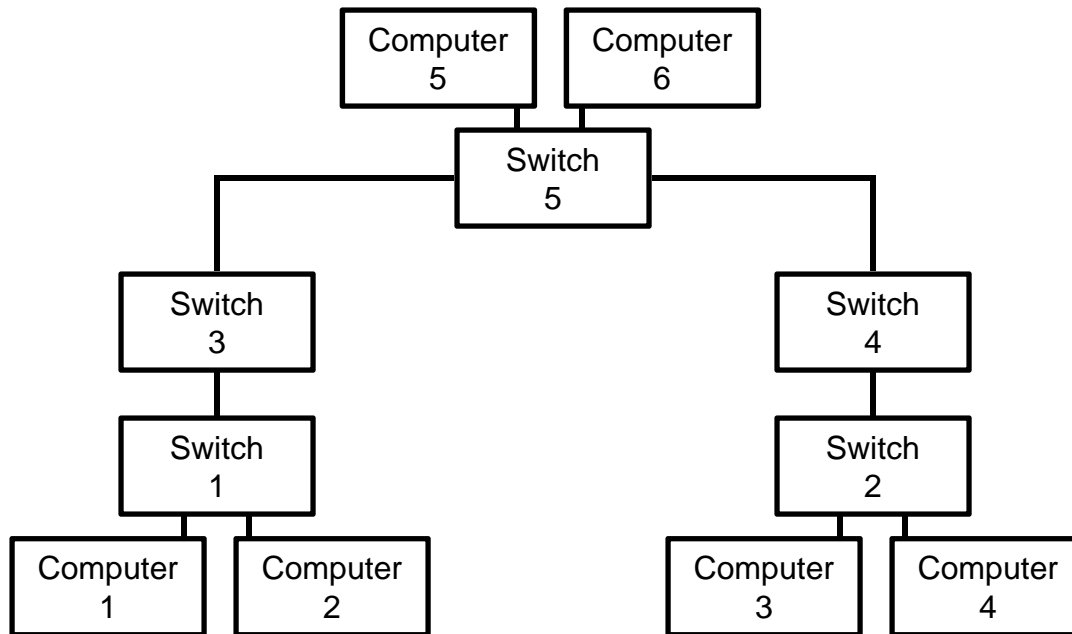 Computer
5
Computer
6
Switch
5
Switch
3
Switch
4
Switch
1
Switch
2
Computer
1
Computer
2
Computer
3
Computer
4